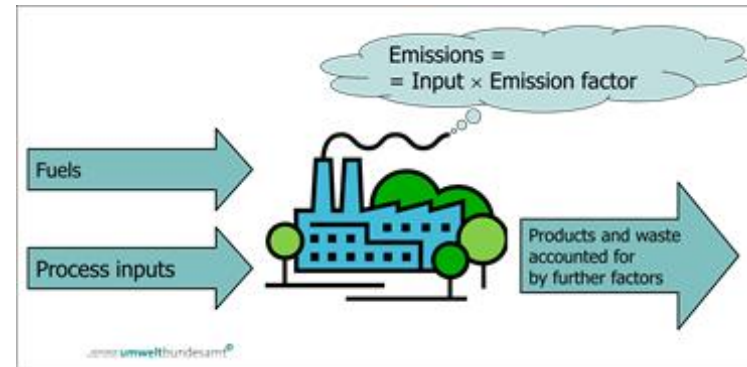 Emissions =
= Input × Emission factor
Fuels
Process inputs
Products and waste
accounted for
by further factors
umweltbundesamt